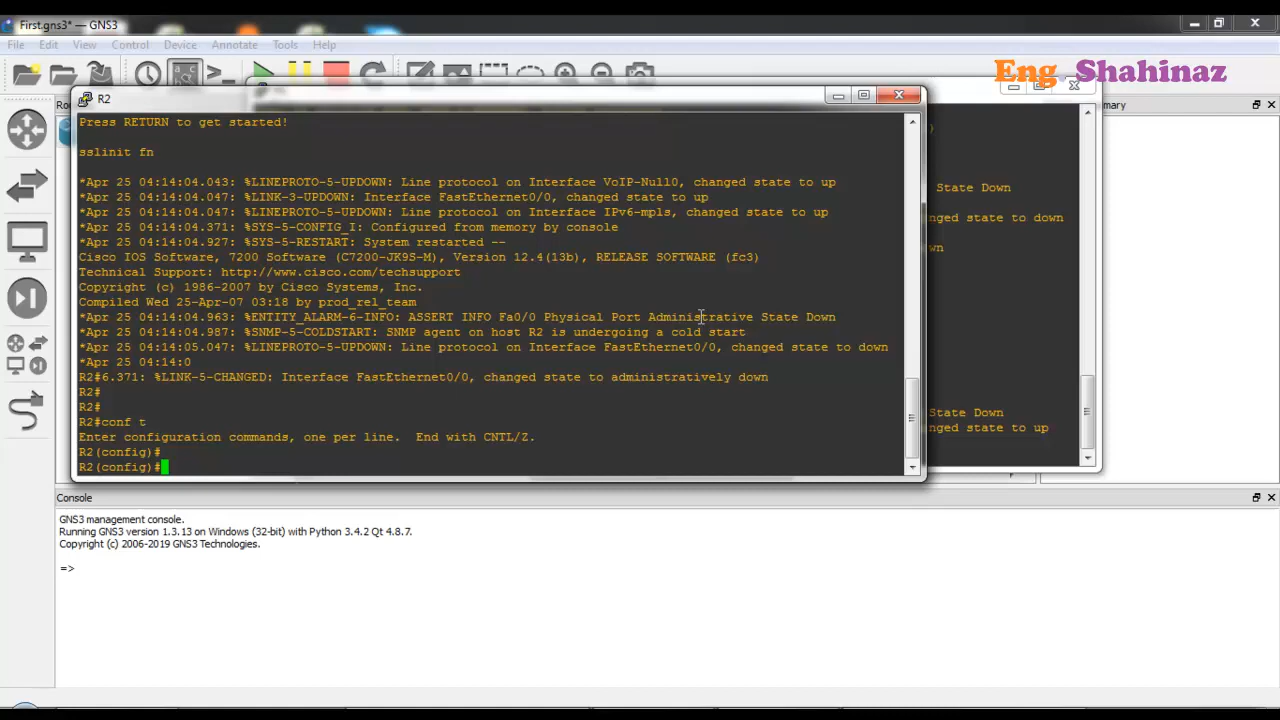 First.gns3* — GNS3
File Edit View Control Device Annotate Tools Help
Eng. Shahinaz
R2
Press RETURN to get started!
sslinit fn
*Apr 25 04:14:04.043: %LINEPROTO-5-UPDOWN: Line protocol on Interface VoIP-Null0, changed state to up
*Apr 25 04:14:04.047: %LINK-3-UPDOWN: Interface FastEthernet0/0, changed state to up
*Apr 25 04:14:04.047: %LINEPROTO-5-UPDOWN: Line protocol on Interface IPv6-mpls, changed state to up
*Apr 25 04:14:04.371: %SYS-5-CONFIG_I: Configured from memory by console
*Apr 25 04:14:04.927: %SYS-5-RESTART: System restarted --
Cisco IOS Software, 7200 Software (C7200-JK9S-M), Version 12.4(13b), RELEASE SOFTWARE (fc3)
Technical Support: http://www.cisco.com/techsupport
Copyright (c) 1986-2007 by Cisco Systems, Inc.
Compiled Wed 25-Apr-07 03:18 by prod_rel_team
*Apr 25 04:14:04.963: %ENTITY_ALARM-6-INFO: ASSERT INFO Fa0/0 Physical Port Administrative State Down
*Apr 25 04:14:04.987: %SNMP-5-COLDSTART: SNMP agent on host R2 is undergoing a cold start
*Apr 25 04:14:05.047: %LINEPROTO-5-UPDOWN: Line protocol on Interface FastEthernet0/0, changed state to down
*Apr 25 04:14:0
R2#6.371: %LINK-5-CHANGED: Interface FastEthernet0/0, changed state to administratively down
R2#
R2#
R2#conf t
Enter configuration commands, one per line.  End with CNTL/Z.
R2(config)#
R2(config)#
State Down
nged state to down
wn
State Down
nged state to up
mary
Console
GNS3 management console.
Running GNS3 version 1.3.13 on Windows (32-bit) with Python 3.4.2 Qt 4.8.7.
Copyright (c) 2006-2019 GNS3 Technologies.
=>